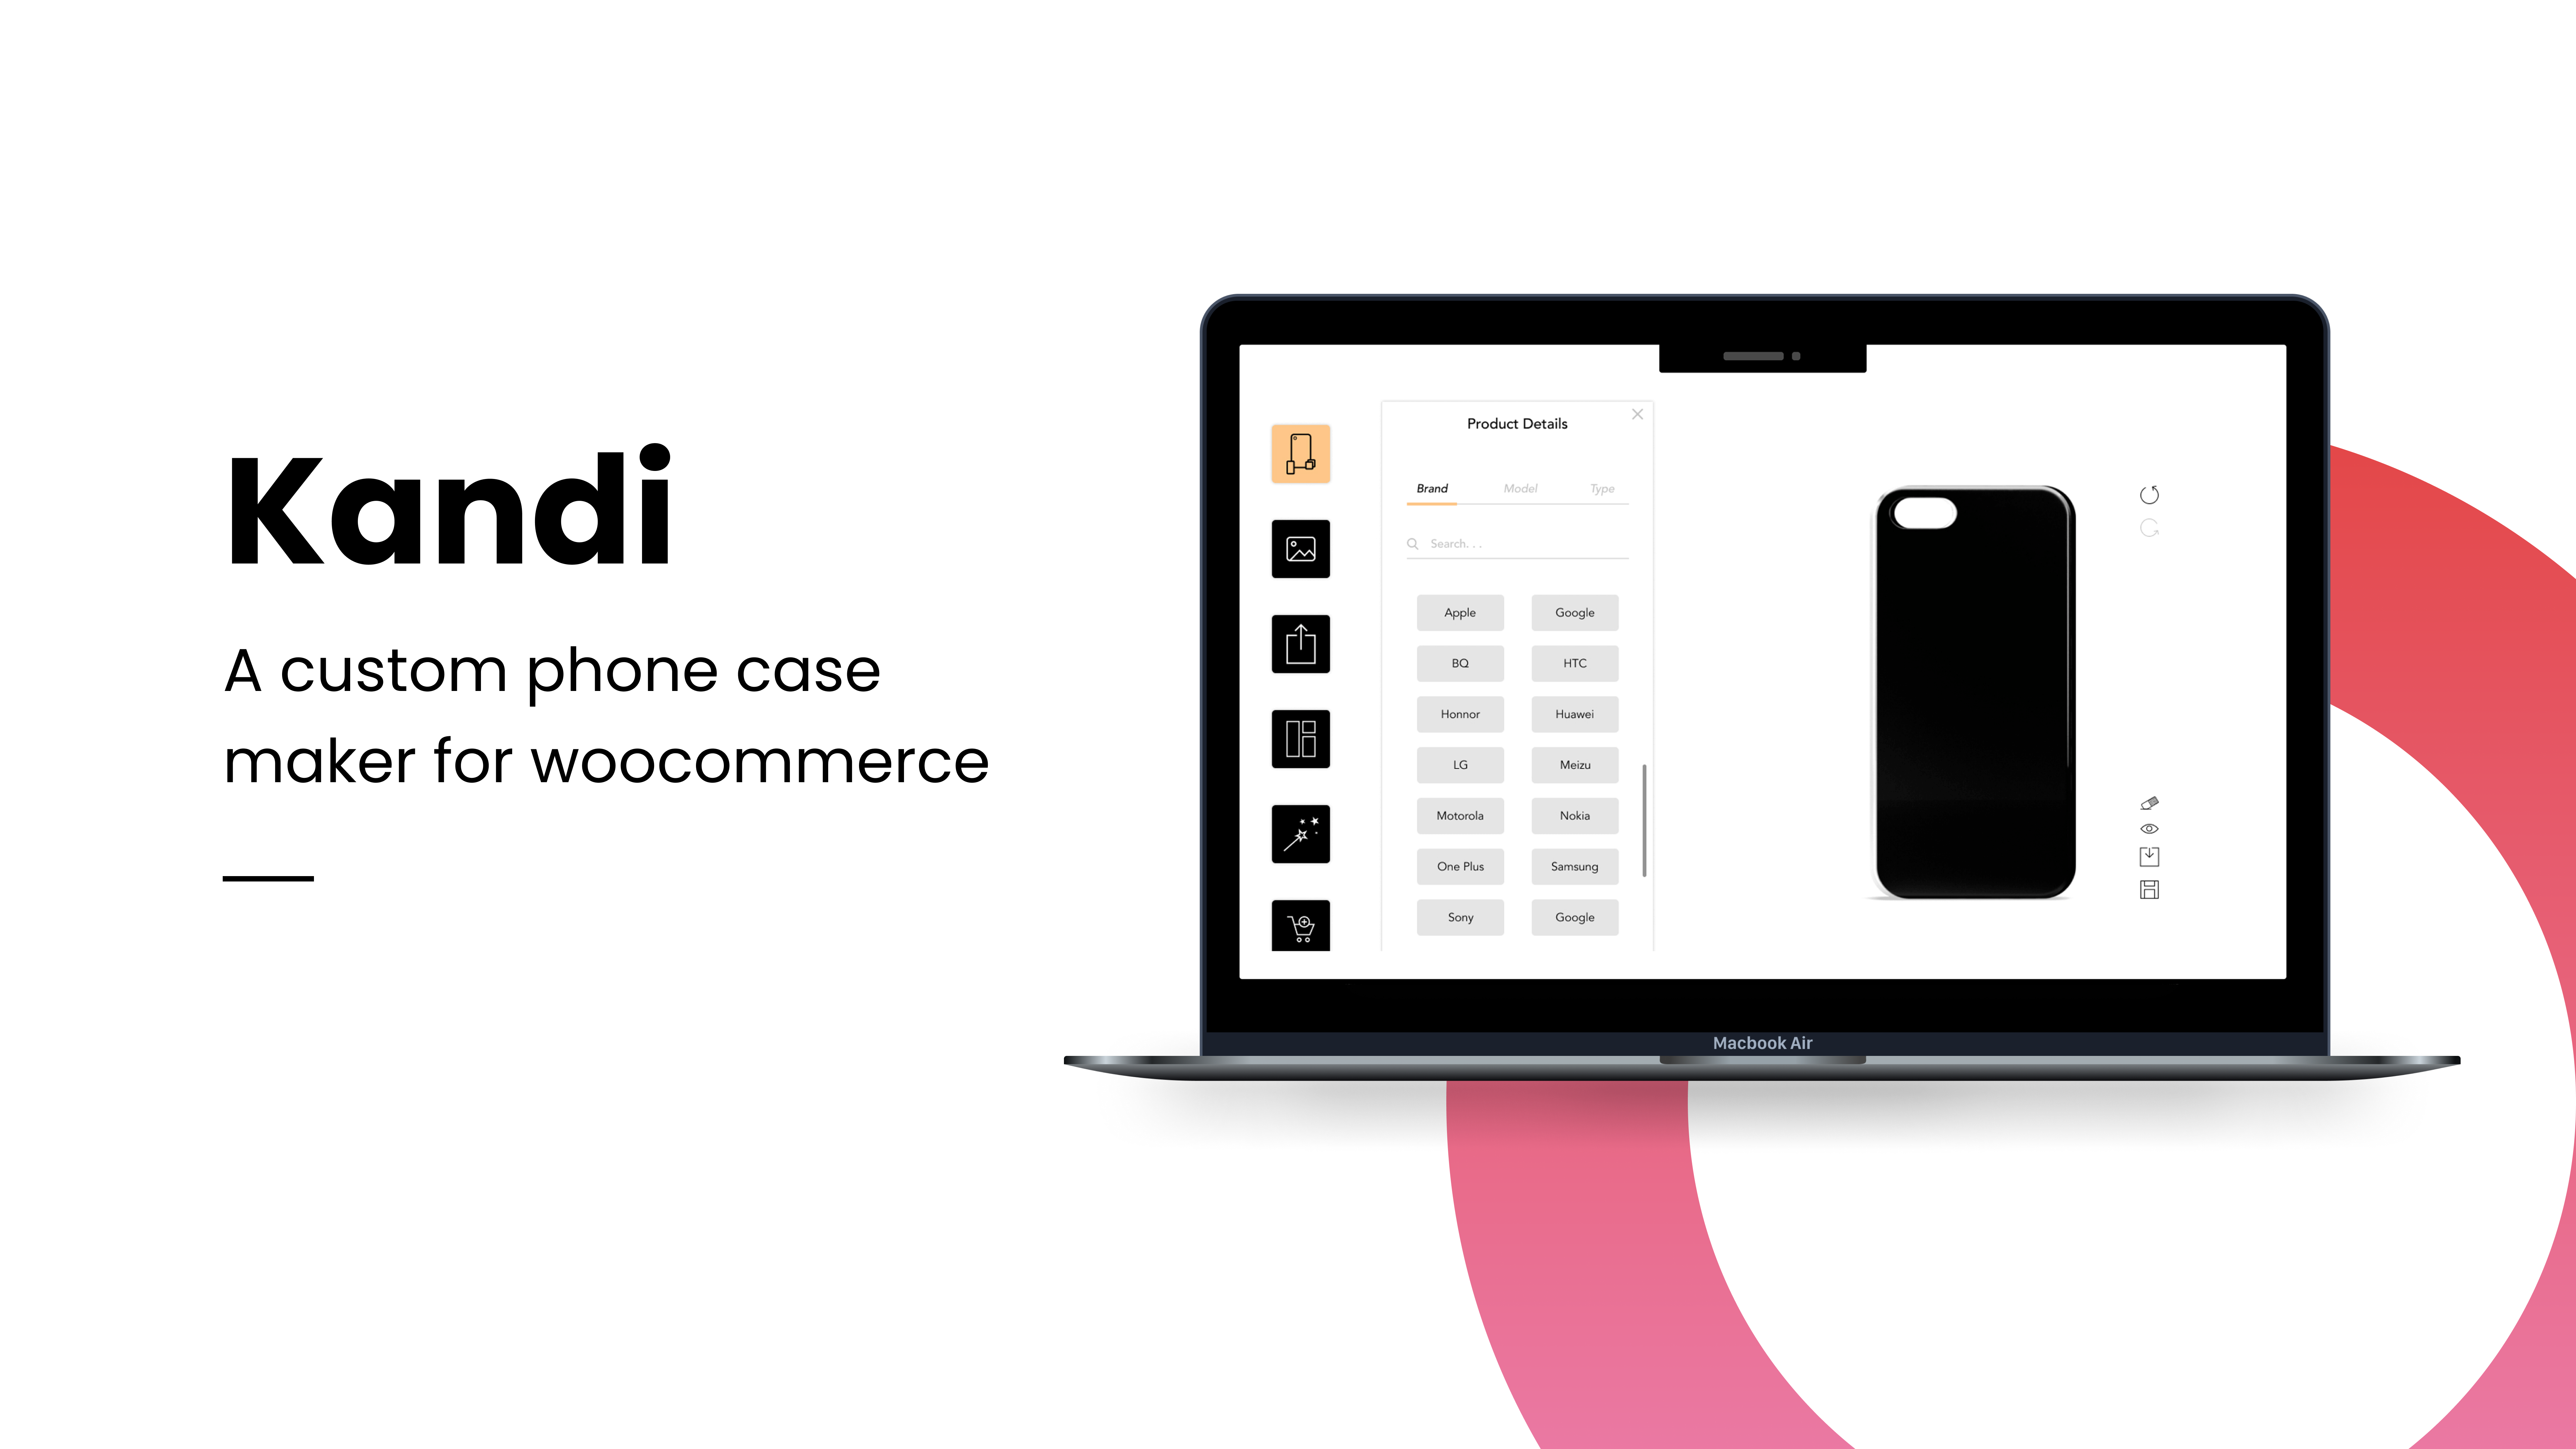 Kandi
A custom phone case
maker for woocommerce
Product Details
Brand Model Type
Search. . .
Apple Google
BQ HTC
Honnor Huawei
LG Meizu
Motorola Nokia
One Plus Samsung
Sony Google
Macbook Air